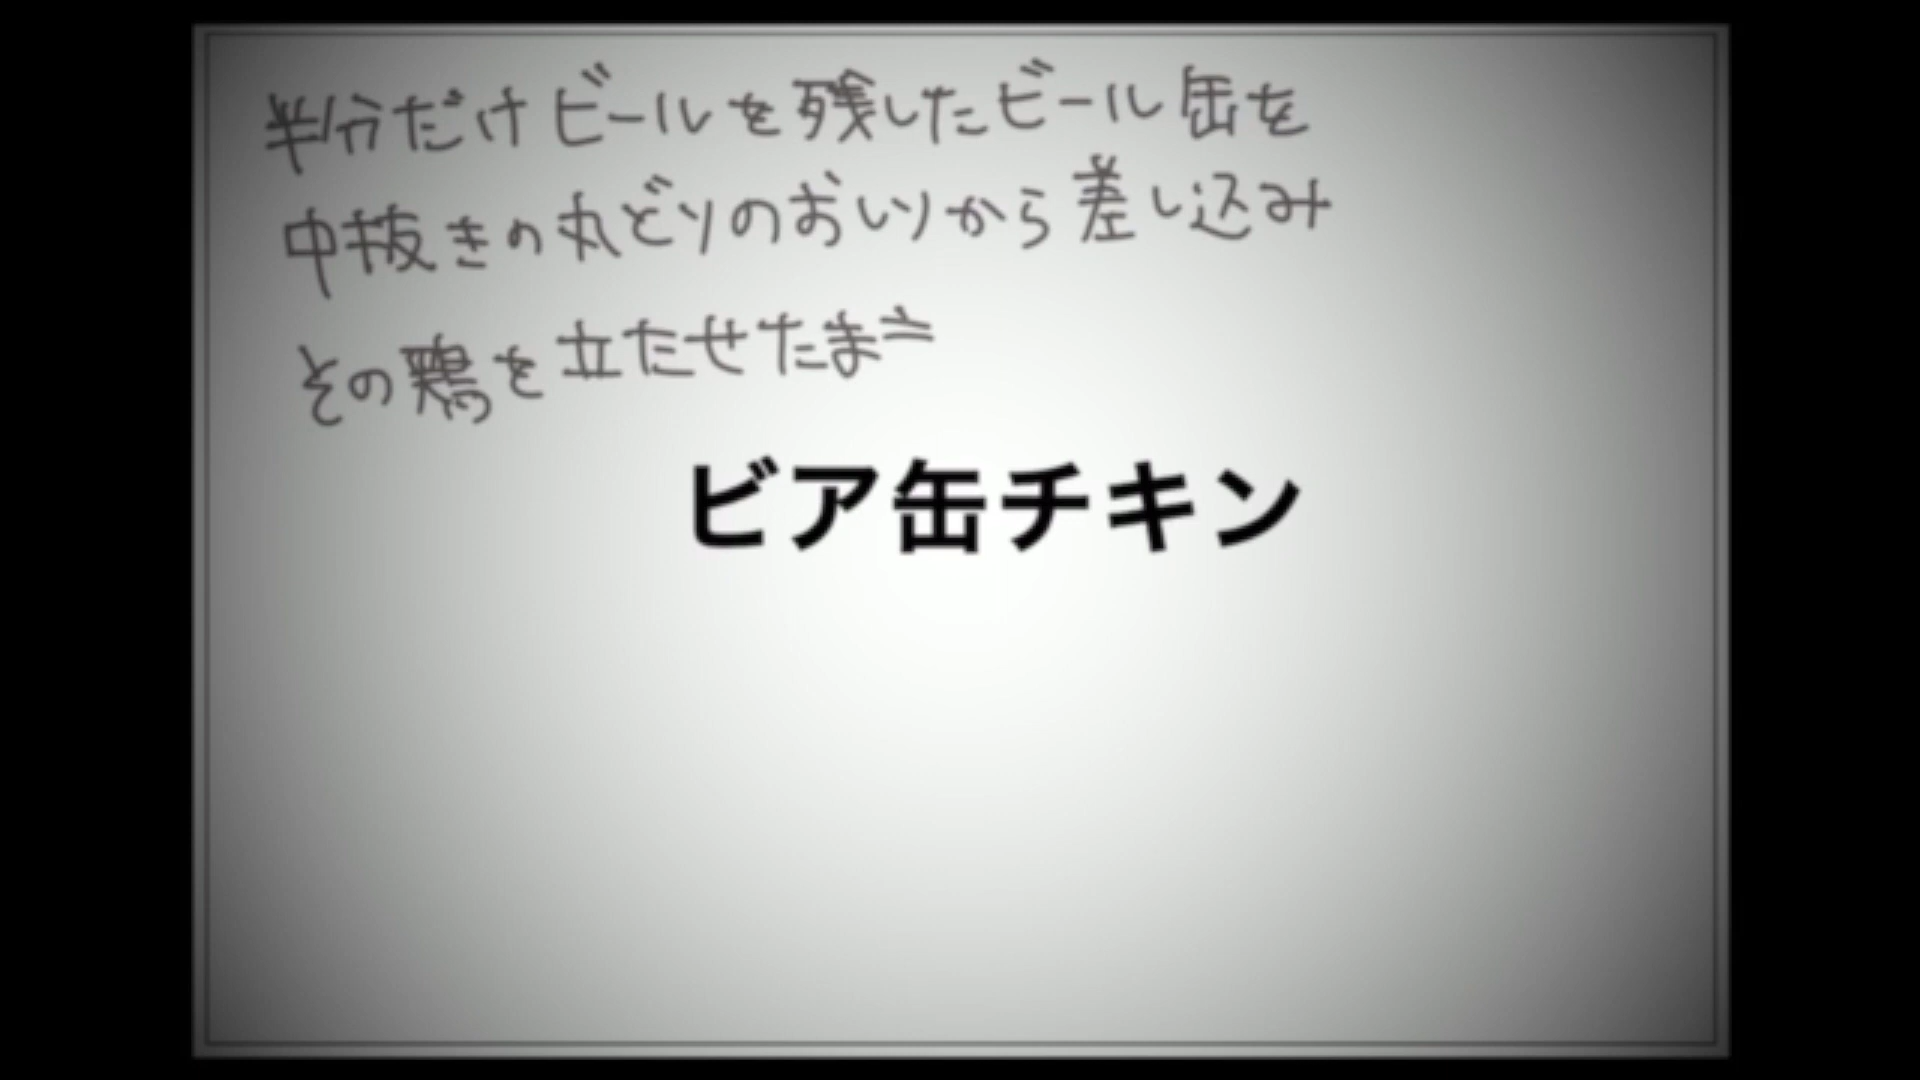 半分だけビールを残したビール缶を
中抜きの丸どりのおしりから差し込み
その鶏を立たせたま
ビア缶チキン